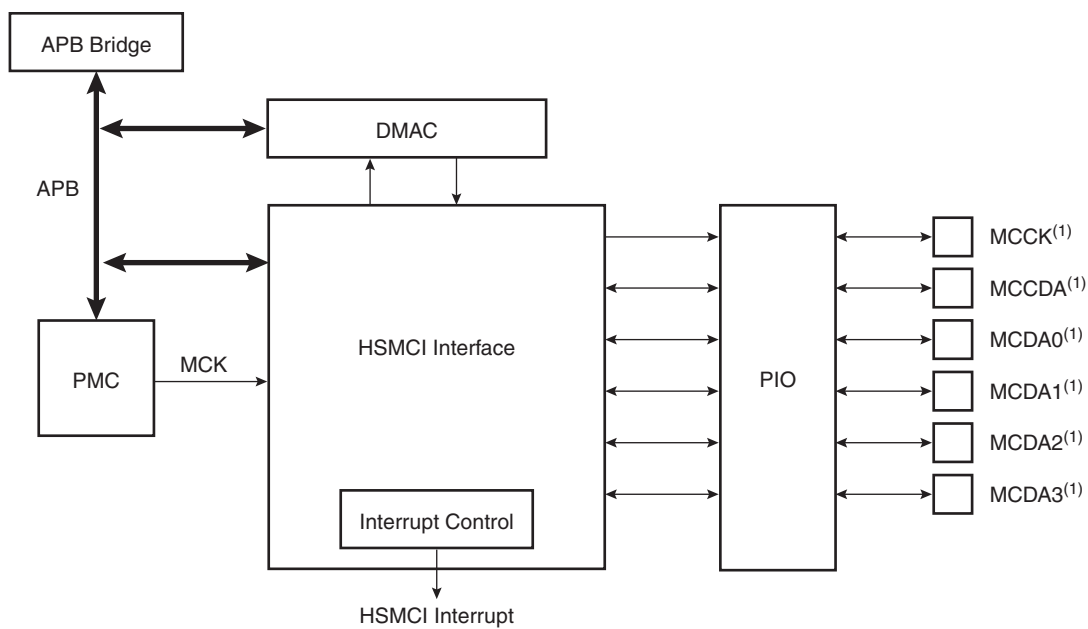 APB Bridge
DMAC
APB
MCCK(1)
MCCDA(1)
HSMCI Interface
MCDA0(1)
MCK
PMC
PIO
MCDA1(1)
MCDA2(1)
MCDA3(1)
Interrupt Control
HSMCI Interrupt